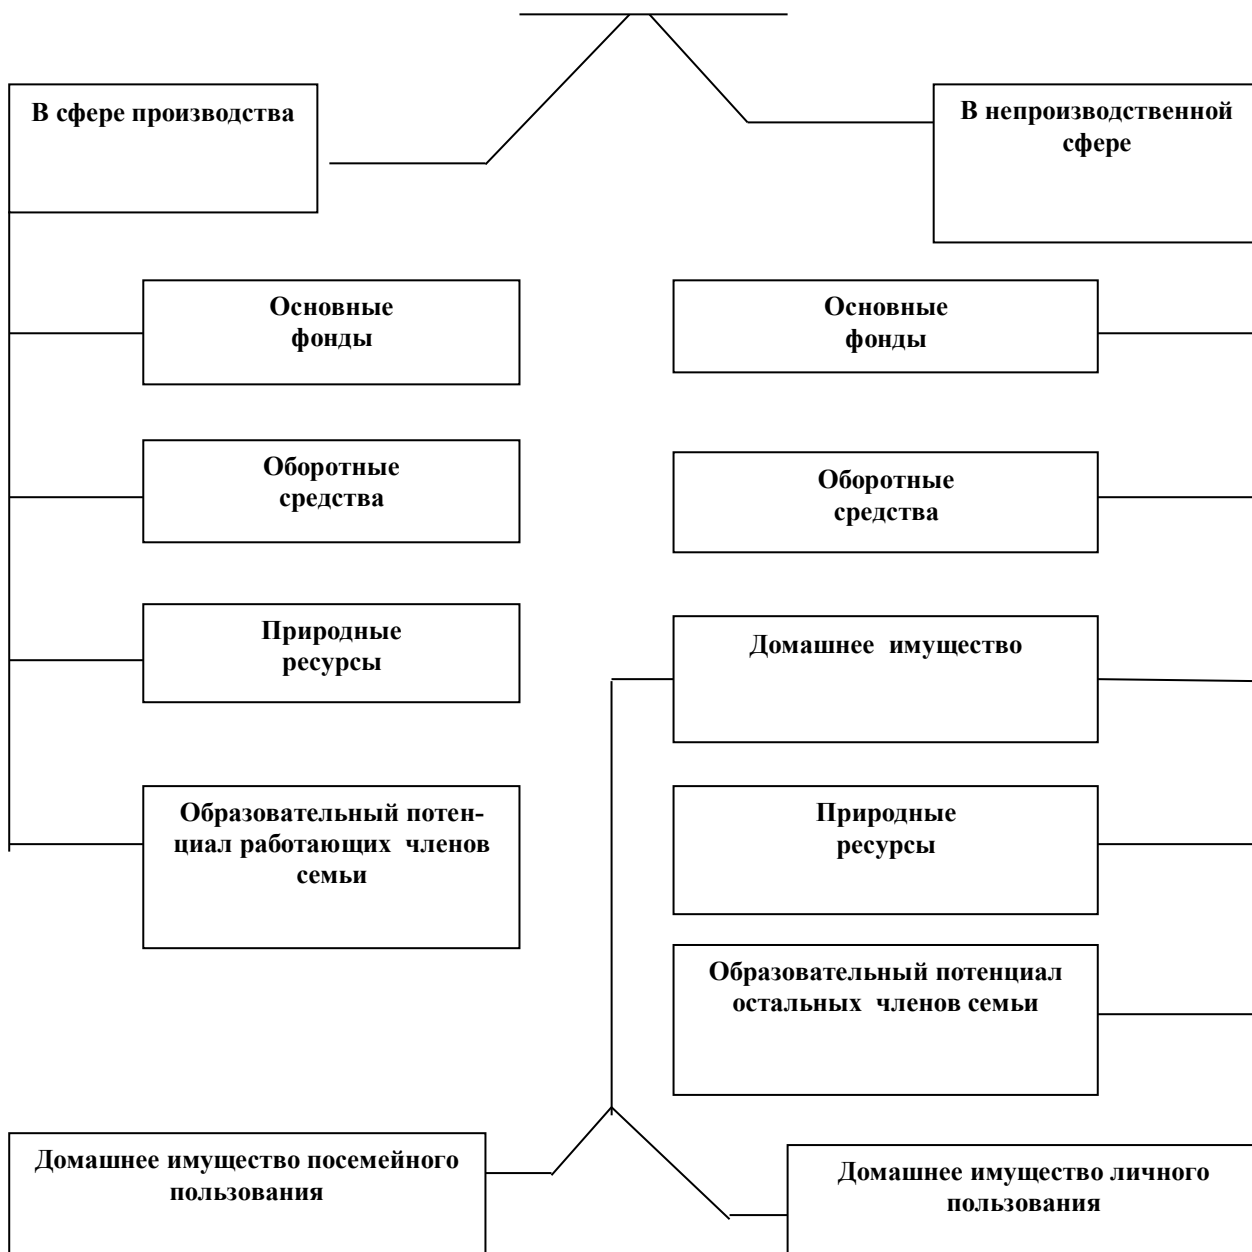 В сфере производства
В непроизводственной
сфере
Основные
фонды
Основные
фонды
Оборотные
средства
Оборотные
средства
Природные
ресурсы
Домашнее имущество
Образовательный потен-
циал работающих членов
семьи
Природные
ресурсы
Образовательный потенциал
остальных членов семьи
Домашнее имущество посемейного
пользования
Домашнее имущество личного
пользования